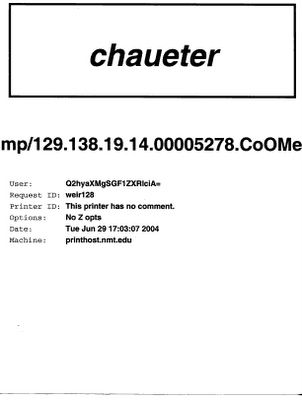 chaueter
mp/129.138.19.14.00005278.CoOMe
User: Q2hyaXMgSGF1ZXRlciA=
Request ID: weir128
Printer ID: This printer has no comment.
Options: No Z opts
Date: Tue Jun 29 17:03:07 2004
Machine: printhost.nmt.edu